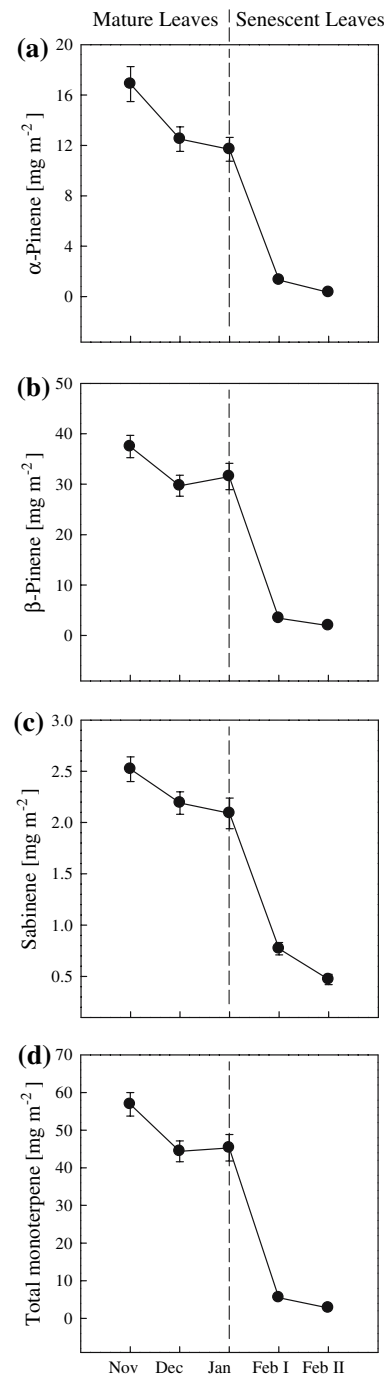 Mature Leaves Senescent Leaves
(a)
20
16
12
8
4
0
α-Pinene [mg m⁻²]
(b)
50
40
30
20
10
0
β-Pinene [mg m⁻²]
(c)
3.0
2.5
2.0
1.5
1.0
0.5
Sabinene [mg m⁻²]
(d)
70
60
50
40
30
20
10
0
Total monoterpene [mg m⁻²]
Nov Dec Jan Feb I Feb II